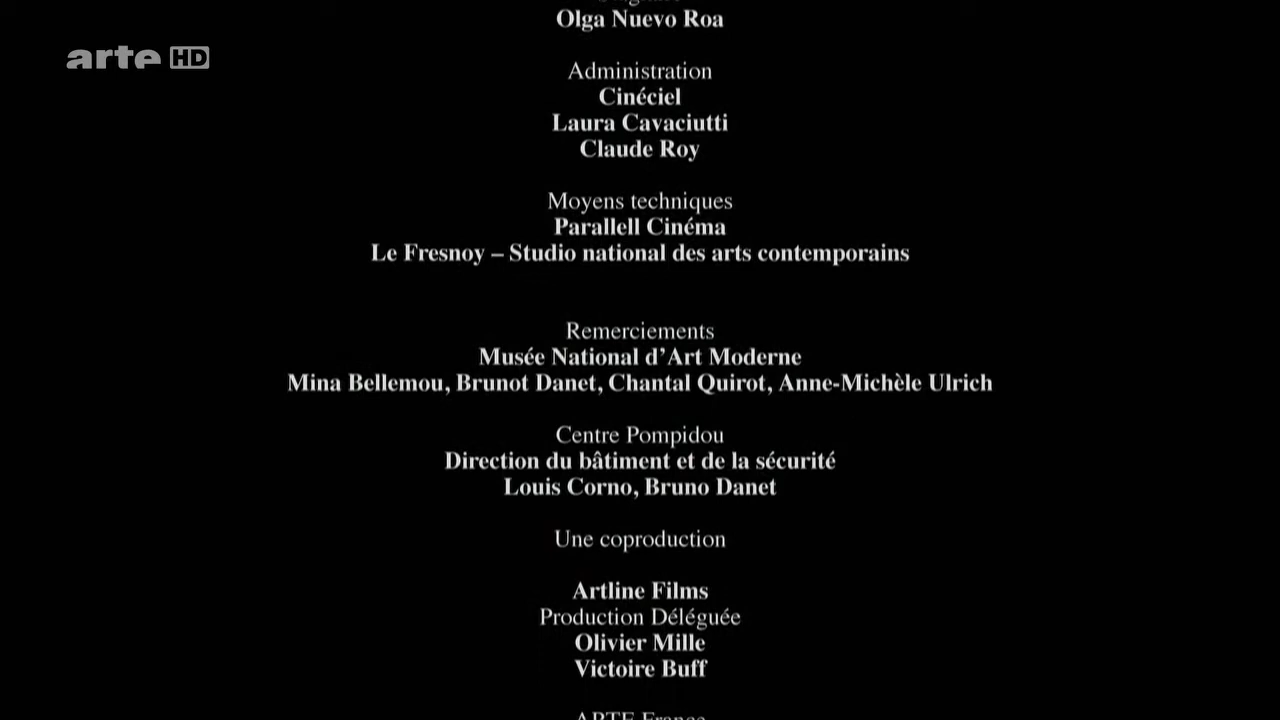 Olga Nuevo Roa
arte HD
Administration
Cinéciel
Laura Cavaciutti
Claude Roy
Moyens techniques
Parallell Cinéma
Le Fresnoy – Studio national des arts contemporains
Remerciements
Musée National d’Art Moderne
Mina Bellemou, Brunot Danet, Chantal Quirot, Anne-Michèle Ulrich
Centre Pompidou
Direction du bâtiment et de la sécurité
Louis Corno, Bruno Danet
Une coproduction
Artline Films
Production Déléguée
Olivier Mille
Victoire Buff
ARTE France